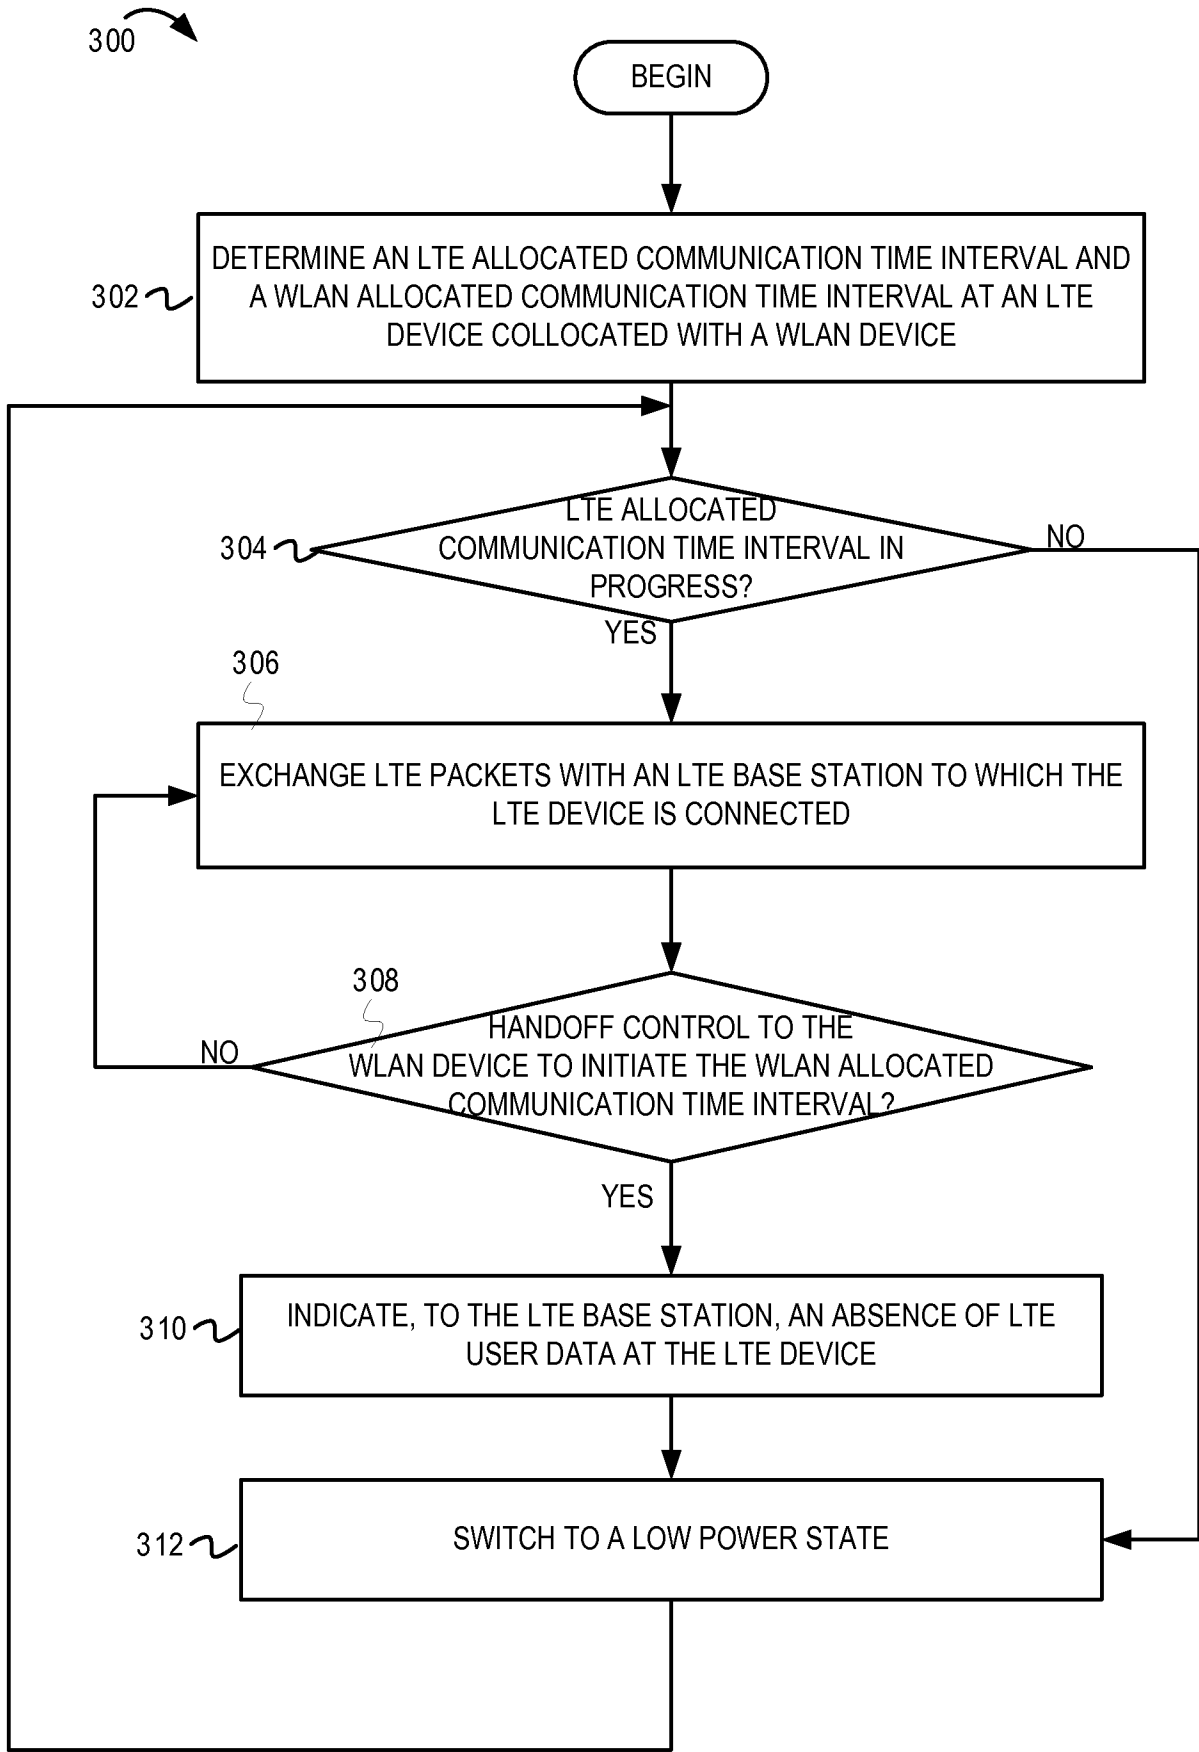 300
BEGIN
302
DETERMINE AN LTE ALLOCATED COMMUNICATION TIME INTERVAL AND
A WLAN ALLOCATED COMMUNICATION TIME INTERVAL AT AN LTE
DEVICE COLLOCATED WITH A WLAN DEVICE
304
LTE ALLOCATED
COMMUNICATION TIME INTERVAL IN
PROGRESS?
NO
YES
306
EXCHANGE LTE PACKETS WITH AN LTE BASE STATION TO WHICH THE
LTE DEVICE IS CONNECTED
308
HANDOFF CONTROL TO THE
WLAN DEVICE TO INITIATE THE WLAN ALLOCATED
COMMUNICATION TIME INTERVAL?
NO
YES
310
INDICATE, TO THE LTE BASE STATION, AN ABSENCE OF LTE
USER DATA AT THE LTE DEVICE
312
SWITCH TO A LOW POWER STATE